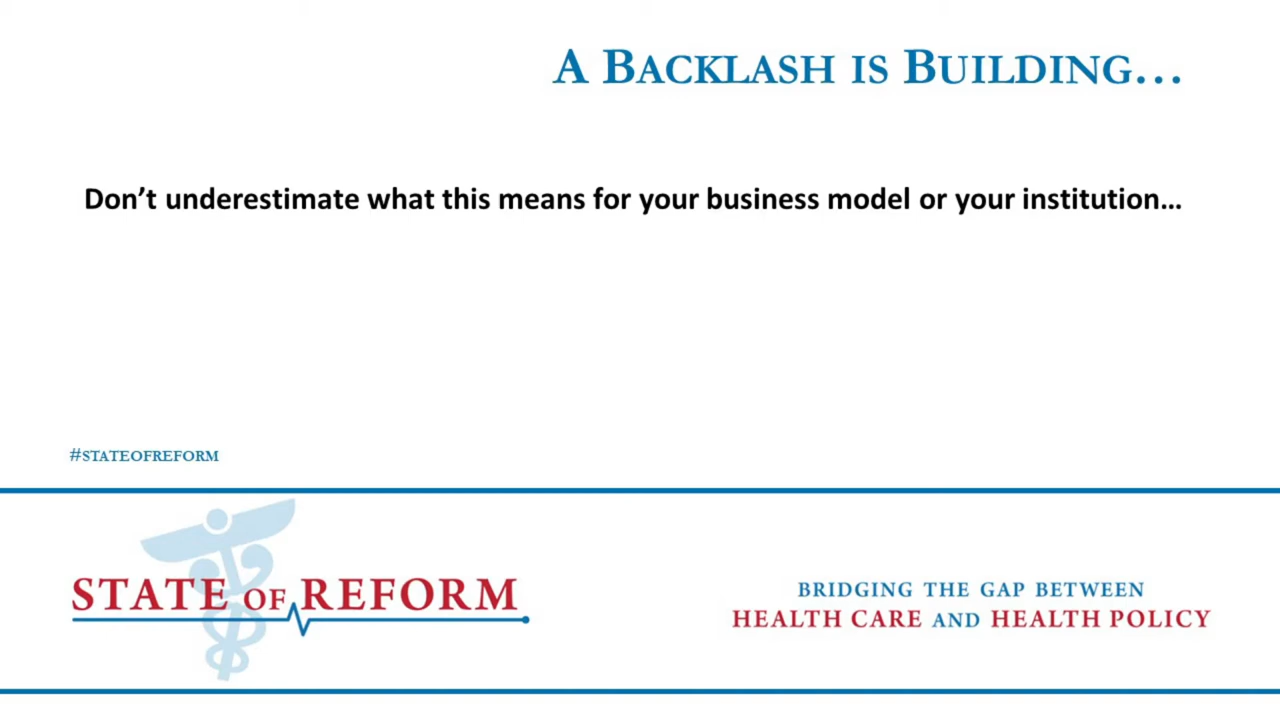 A BACKLASH IS BUILDING…
Don’t underestimate what this means for your business model or your institution…
#STATEOFREFORM
STATE OF REFORM
BRIDGING THE GAP BETWEEN
HEALTH CARE AND HEALTH POLICY